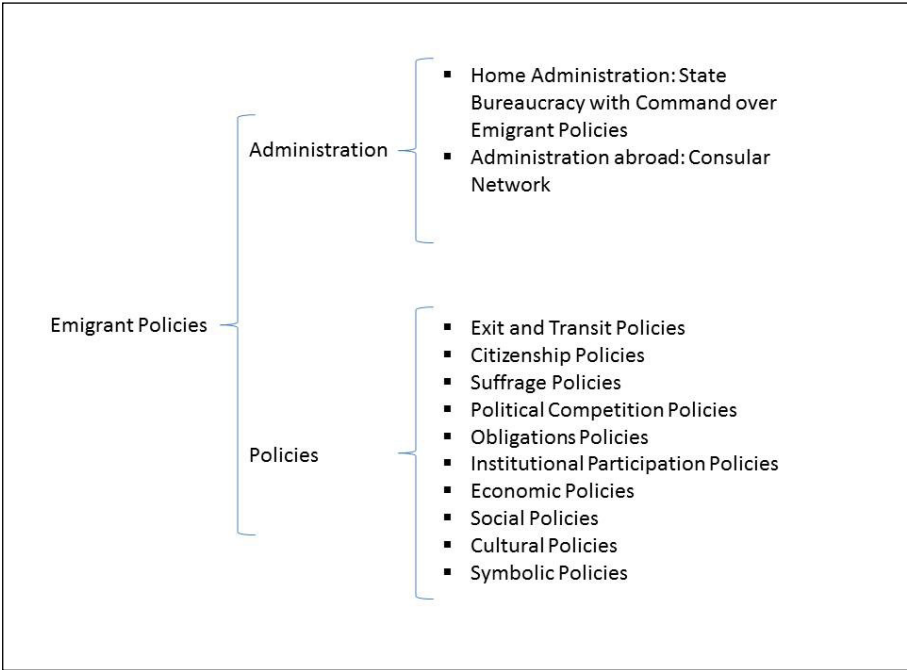 Emigrant Policies
Administration
▪ Home Administration: State
Bureaucracy with Command over
Emigrant Policies
▪ Administration abroad: Consular
Network
Policies
▪ Exit and Transit Policies
▪ Citizenship Policies
▪ Suffrage Policies
▪ Political Competition Policies
▪ Obligations Policies
▪ Institutional Participation Policies
▪ Economic Policies
▪ Social Policies
▪ Cultural Policies
▪ Symbolic Policies